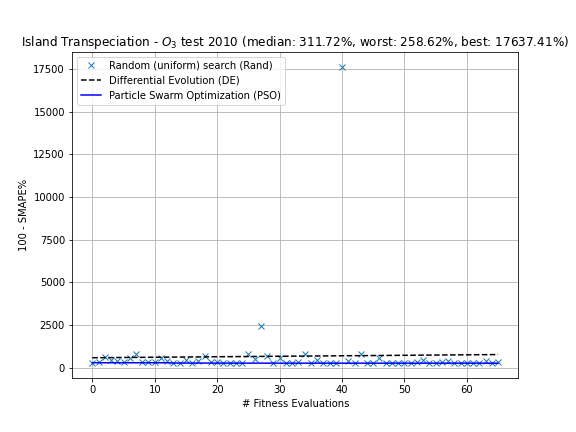 Island Transpeciation - O₃ test 2010 (median: 311.72%, worst: 258.62%, best: 17637.41%)
Random (uniform) search (Rand)
Differential Evolution (DE)
Particle Swarm Optimization (PSO)
17500
15000
12500
10000
7500
5000
2500
0
100 - SMAPE%
0 10 20 30 40 50 60
# Fitness Evaluations